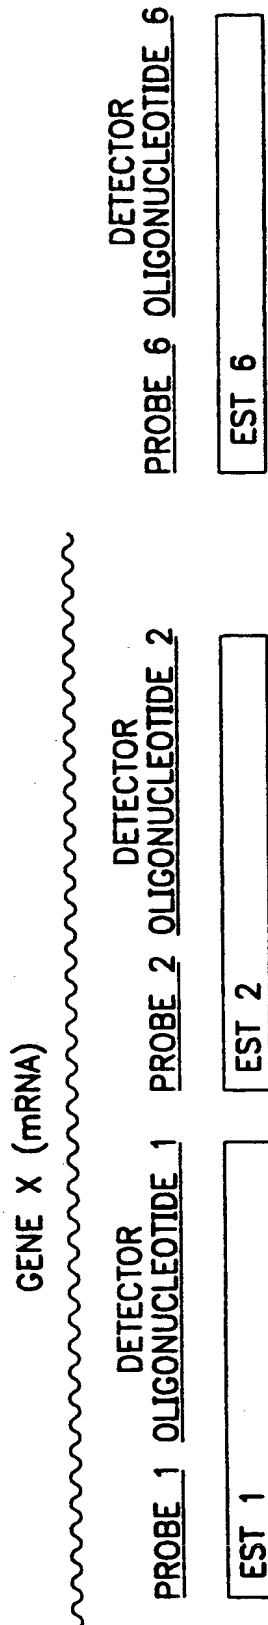 GENE X (mRNA)
DETECTOR
PROBE 1 OLIGONUCLEOTIDE 1
EST 1
DETECTOR
PROBE 2 OLIGONUCLEOTIDE 2
EST 2
DETECTOR
PROBE 6 OLIGONUCLEOTIDE 6
EST 6